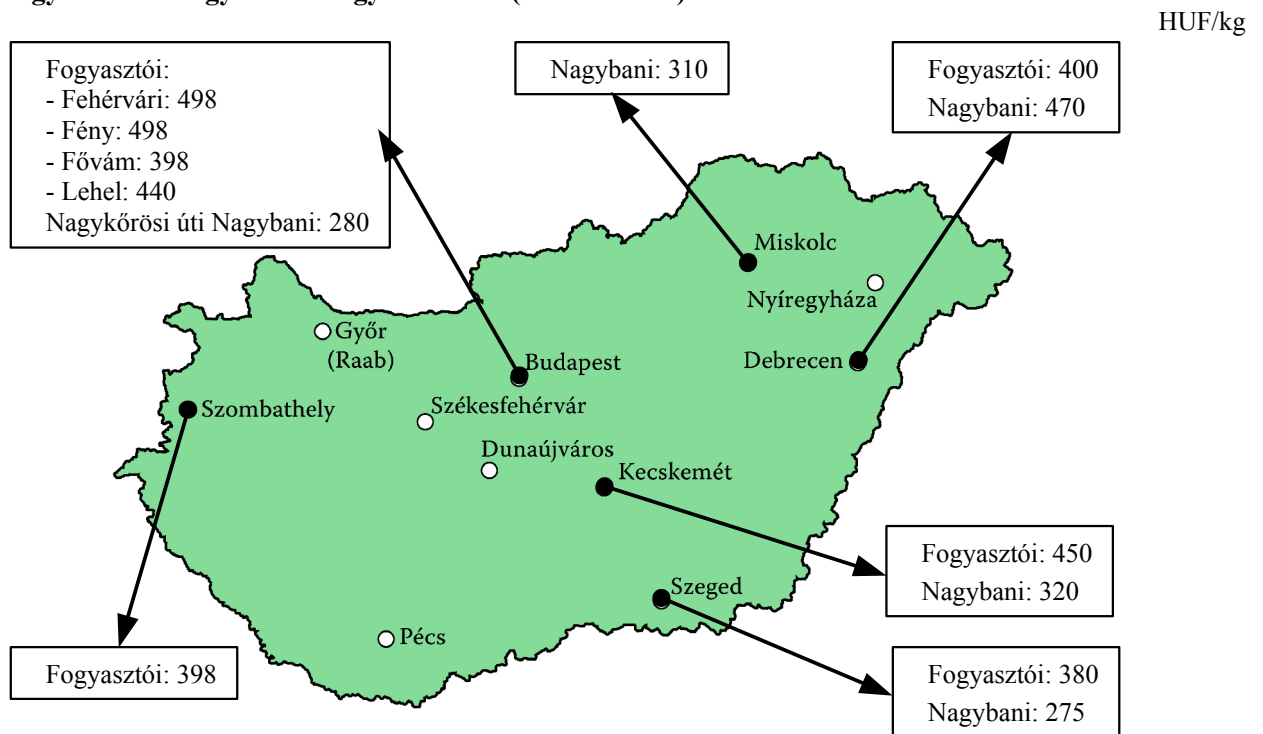 HUF/kg
Fogyasztói:
- Fehérvári: 498
- Fény: 498
- Fővám: 398
- Lehel: 440
Nagykőrösi úti Nagybani: 280
Nagybani: 310
Fogyasztói: 400
Nagybani: 470
Miskolc
Nyíregyháza
Győr
(Raab)
Budapest
Debrecen
Szombathely
Székesfehérvár
Dunaújváros
Kecskemét
Fogyasztói: 450
Nagybani: 320
Szeged
Pécs
Fogyasztói: 398
Fogyasztói: 380
Nagybani: 275